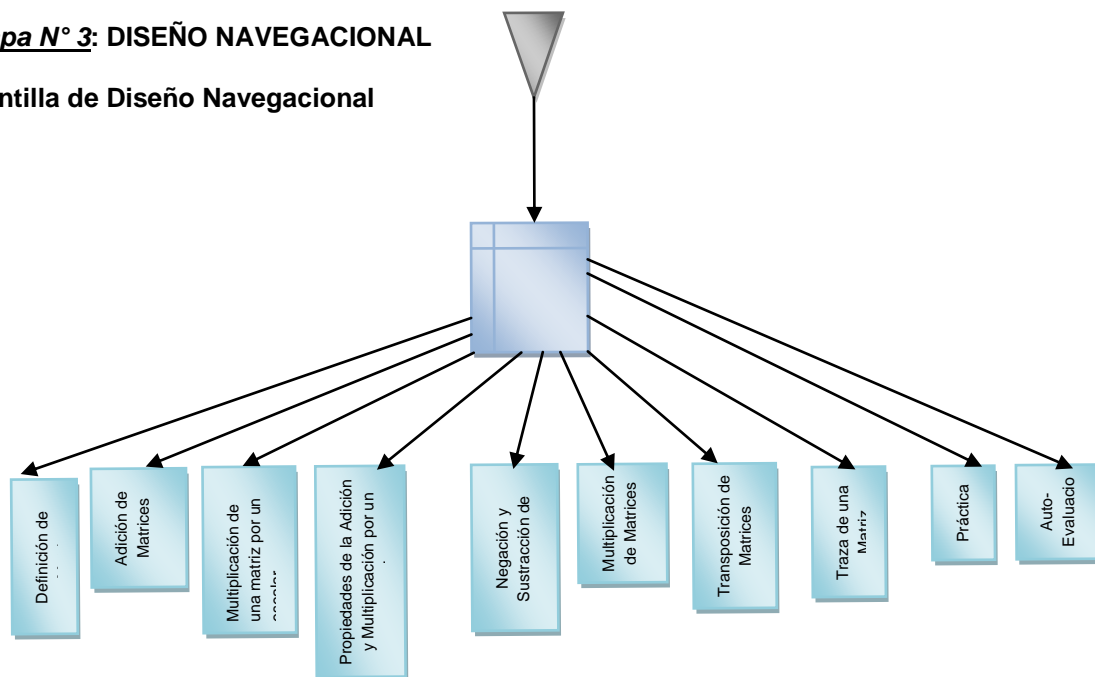 pa N° 3: DISEÑO NAVEGACIONAL
ntilla de Diseño Navegacional
Definición de
Adición de
Matrices
Multiplicación de
una matriz por un
Propiedades de la Adición
y Multiplicación por un
Negación y
Sustracción de
Multiplicación
de Matrices
Transposición de
Matrices
Traza de una
Matriz
Práctica
Auto-
Evaluacio